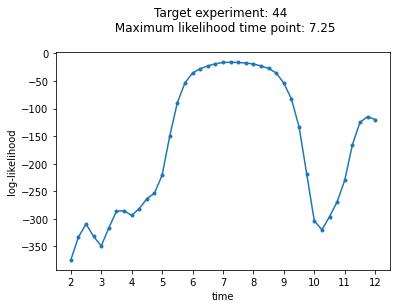 Target experiment: 44
Maximum likelihood time point: 7.25
0
−50
−100
−150
−200
−250
−300
−350
log-likelihood
2 3 4 5 6 7 8 9 10 11 12
time